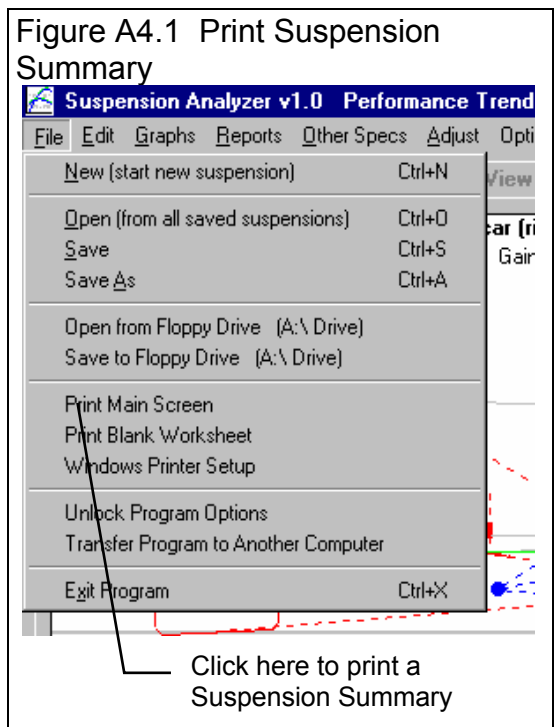 Figure A4.1 Print Suspension
Summary
Suspension Analyzer v1.0 Performance Trend
File Edit Graphs Reports Other Specs Adjust Opti
New (start new suspension) Ctrl+N
View
Open (from all saved suspensions) Ctrl+O
car (ri
Save Ctrl+S
Gain
Save As Ctrl+A
Open from Floppy Drive (A:\ Drive)
Save to Floppy Drive (A:\ Drive)
Print Main Screen
Print Blank Worksheet
Windows Printer Setup
Unlock Program Options
Transfer Program to Another Computer
Exit Program Ctrl+X
Click here to print a
Suspension Summary